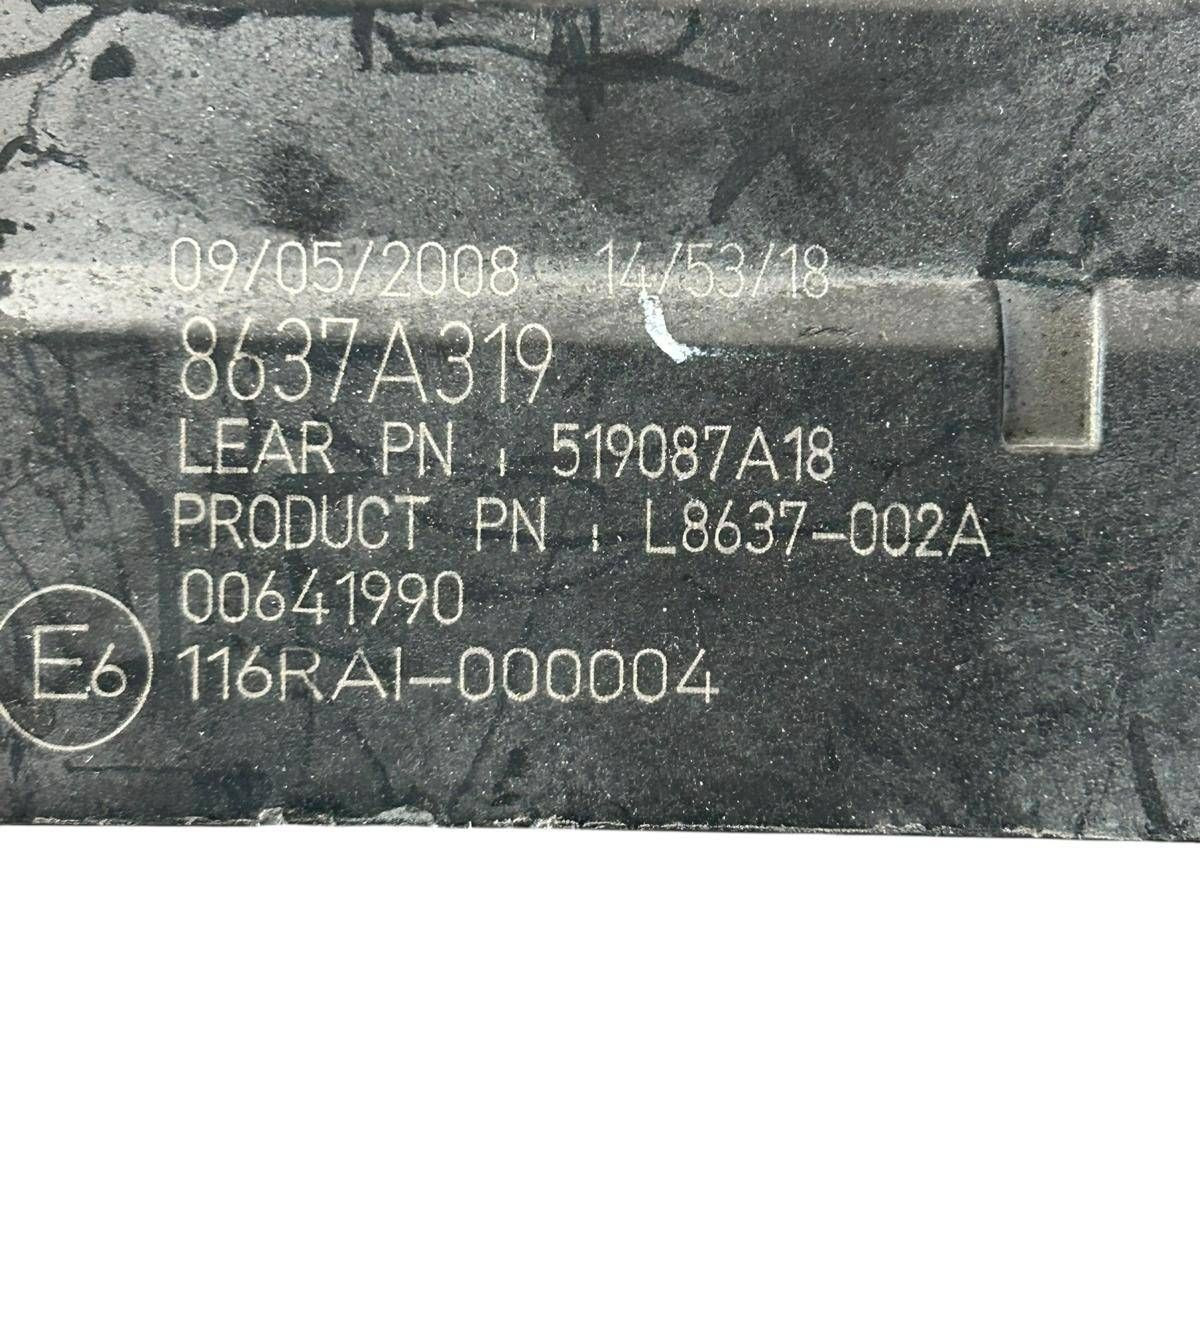 09/05/2008 14/53/18
8637A319
LEAR PN : 519087A18
PRODUCT PN : L8637-002A
00641990
E6 116RAI-000004